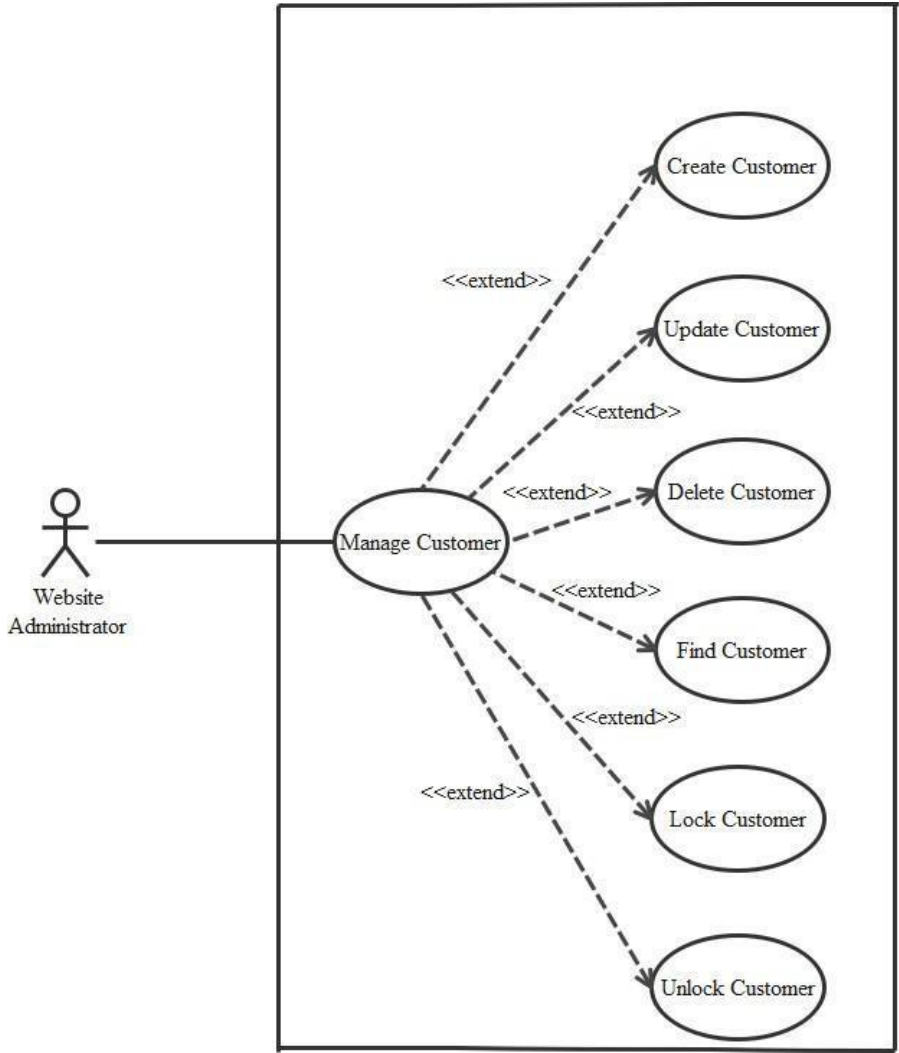 Create Customer
<<extend>>
Update Customer
<<extend>>
<<extend>>
Delete Customer
Manage Customer
<<extend>>
Website
Administrator
Find Customer
<<extend>>
<<extend>>
Lock Customer
Unlock Customer